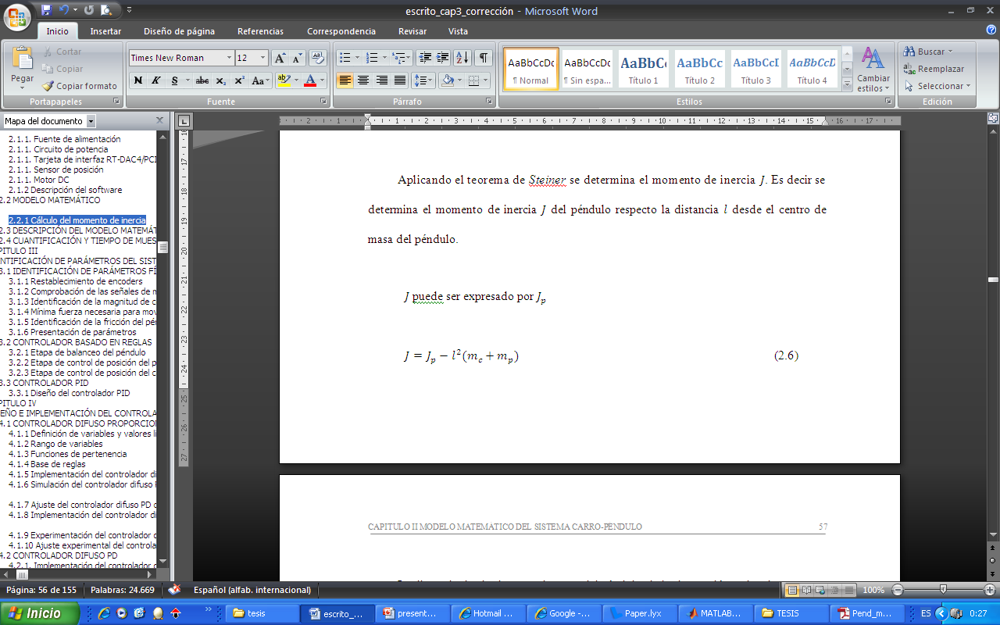 escrito_cap3_corrección - Microsoft Word
Inicio Insertar Diseño de página Referencias Correspondencia Revisar Vista
Pegar
Cortar
Copiar
Copiar formato
Portapapeles
Times New Roman 12
N K S abc x₂ x² Aa
Fuente
Párrafo
AaBbCcDc AaBbCcDc AaBbCc AaBbCc AaBbCcI AaBbCcD
¶ Normal ¶ Sin espa... Título 1 Título 2 Título 3 Título 4
Estilos
Cambiar estilos
Buscar
Reemplazar
Seleccionar
Edición
Mapa del documento
2.1.1. Fuente de alimentación
2.1.1. Circuito de potencia
2.1.1. Tarjeta de interfaz RT-DAC4/PCI
2.1.1. Sensor de posición
2.1.1. Motor DC
2.1.2 Descripción del software
2.2 MODELO MATEMÁTICO
2.2.1 Cálculo del momento de inercia
2.3 DESCRIPCIÓN DEL MODELO MATEMÁT
2.4 CUANTIFICACIÓN Y TIEMPO DE MUES
PITULO III
NTIFICACIÓN DE PARÁMETROS DEL SIST
3.1 IDENTIFICACIÓN DE PARÁMETROS FÍ
3.1.1 Restablecimiento de encoders
3.1.2 Comprobación de las señales de m
3.1.3 Identificación de la magnitud de c
3.1.4 Mínima fuerza necesaria para mov
3.1.5 Identificación de la fricción del pé
3.1.6 Presentación de parámetros
3.2 CONTROLADOR BASADO EN REGLAS
3.2.1 Etapa de balanceo del péndulo
3.2.2 Etapa de control de posición del p
3.2.3 Etapa de control de posición del c
3.3 CONTROLADOR PID
3.3.1 Diseño del controlador PID
PITULO IV
EÑO E IMPLEMENTACIÓN DEL CONTROLA
4.1 CONTROLADOR DIFUSO PROPORCION
4.1.1 Definición de variables y valores li
4.1.2 Rango de variables
4.1.3 Funciones de pertenencia
4.1.4 Base de reglas
4.1.5 Implementación del controlador di
4.1.6 Simulación del controlador difuso
4.1.7 Ajuste del controlador difuso PD
4.1.8 Implementación del controlador di
4.1.9 Experimentación del controlador
4.1.10 Ajuste experimental del controla
4.2 CONTROLADOR DIFUSO PD
4.2.1. Implementación del controlador
Aplicando el teorema de Steiner se determina el momento de inercia J. Es decir se
determina el momento de inercia J del péndulo respecto la distancia l desde el centro de
masa del péndulo.
J puede ser expresado por Jₚ
J = Jₚ − l²(m_c + mₚ) (2.6)
CAPITULO II MODELO MATEMATICO DEL SISTEMA CARRO-PÉNDULO 57
Página: 56 de 155 Palabras: 24.669 Español (alfab. internacional) 100%
Inicio tesis escrito_... present... Hotmail ... Google -... Paper.lyx MATLAB... TESIS Pend_m... ES 0:27